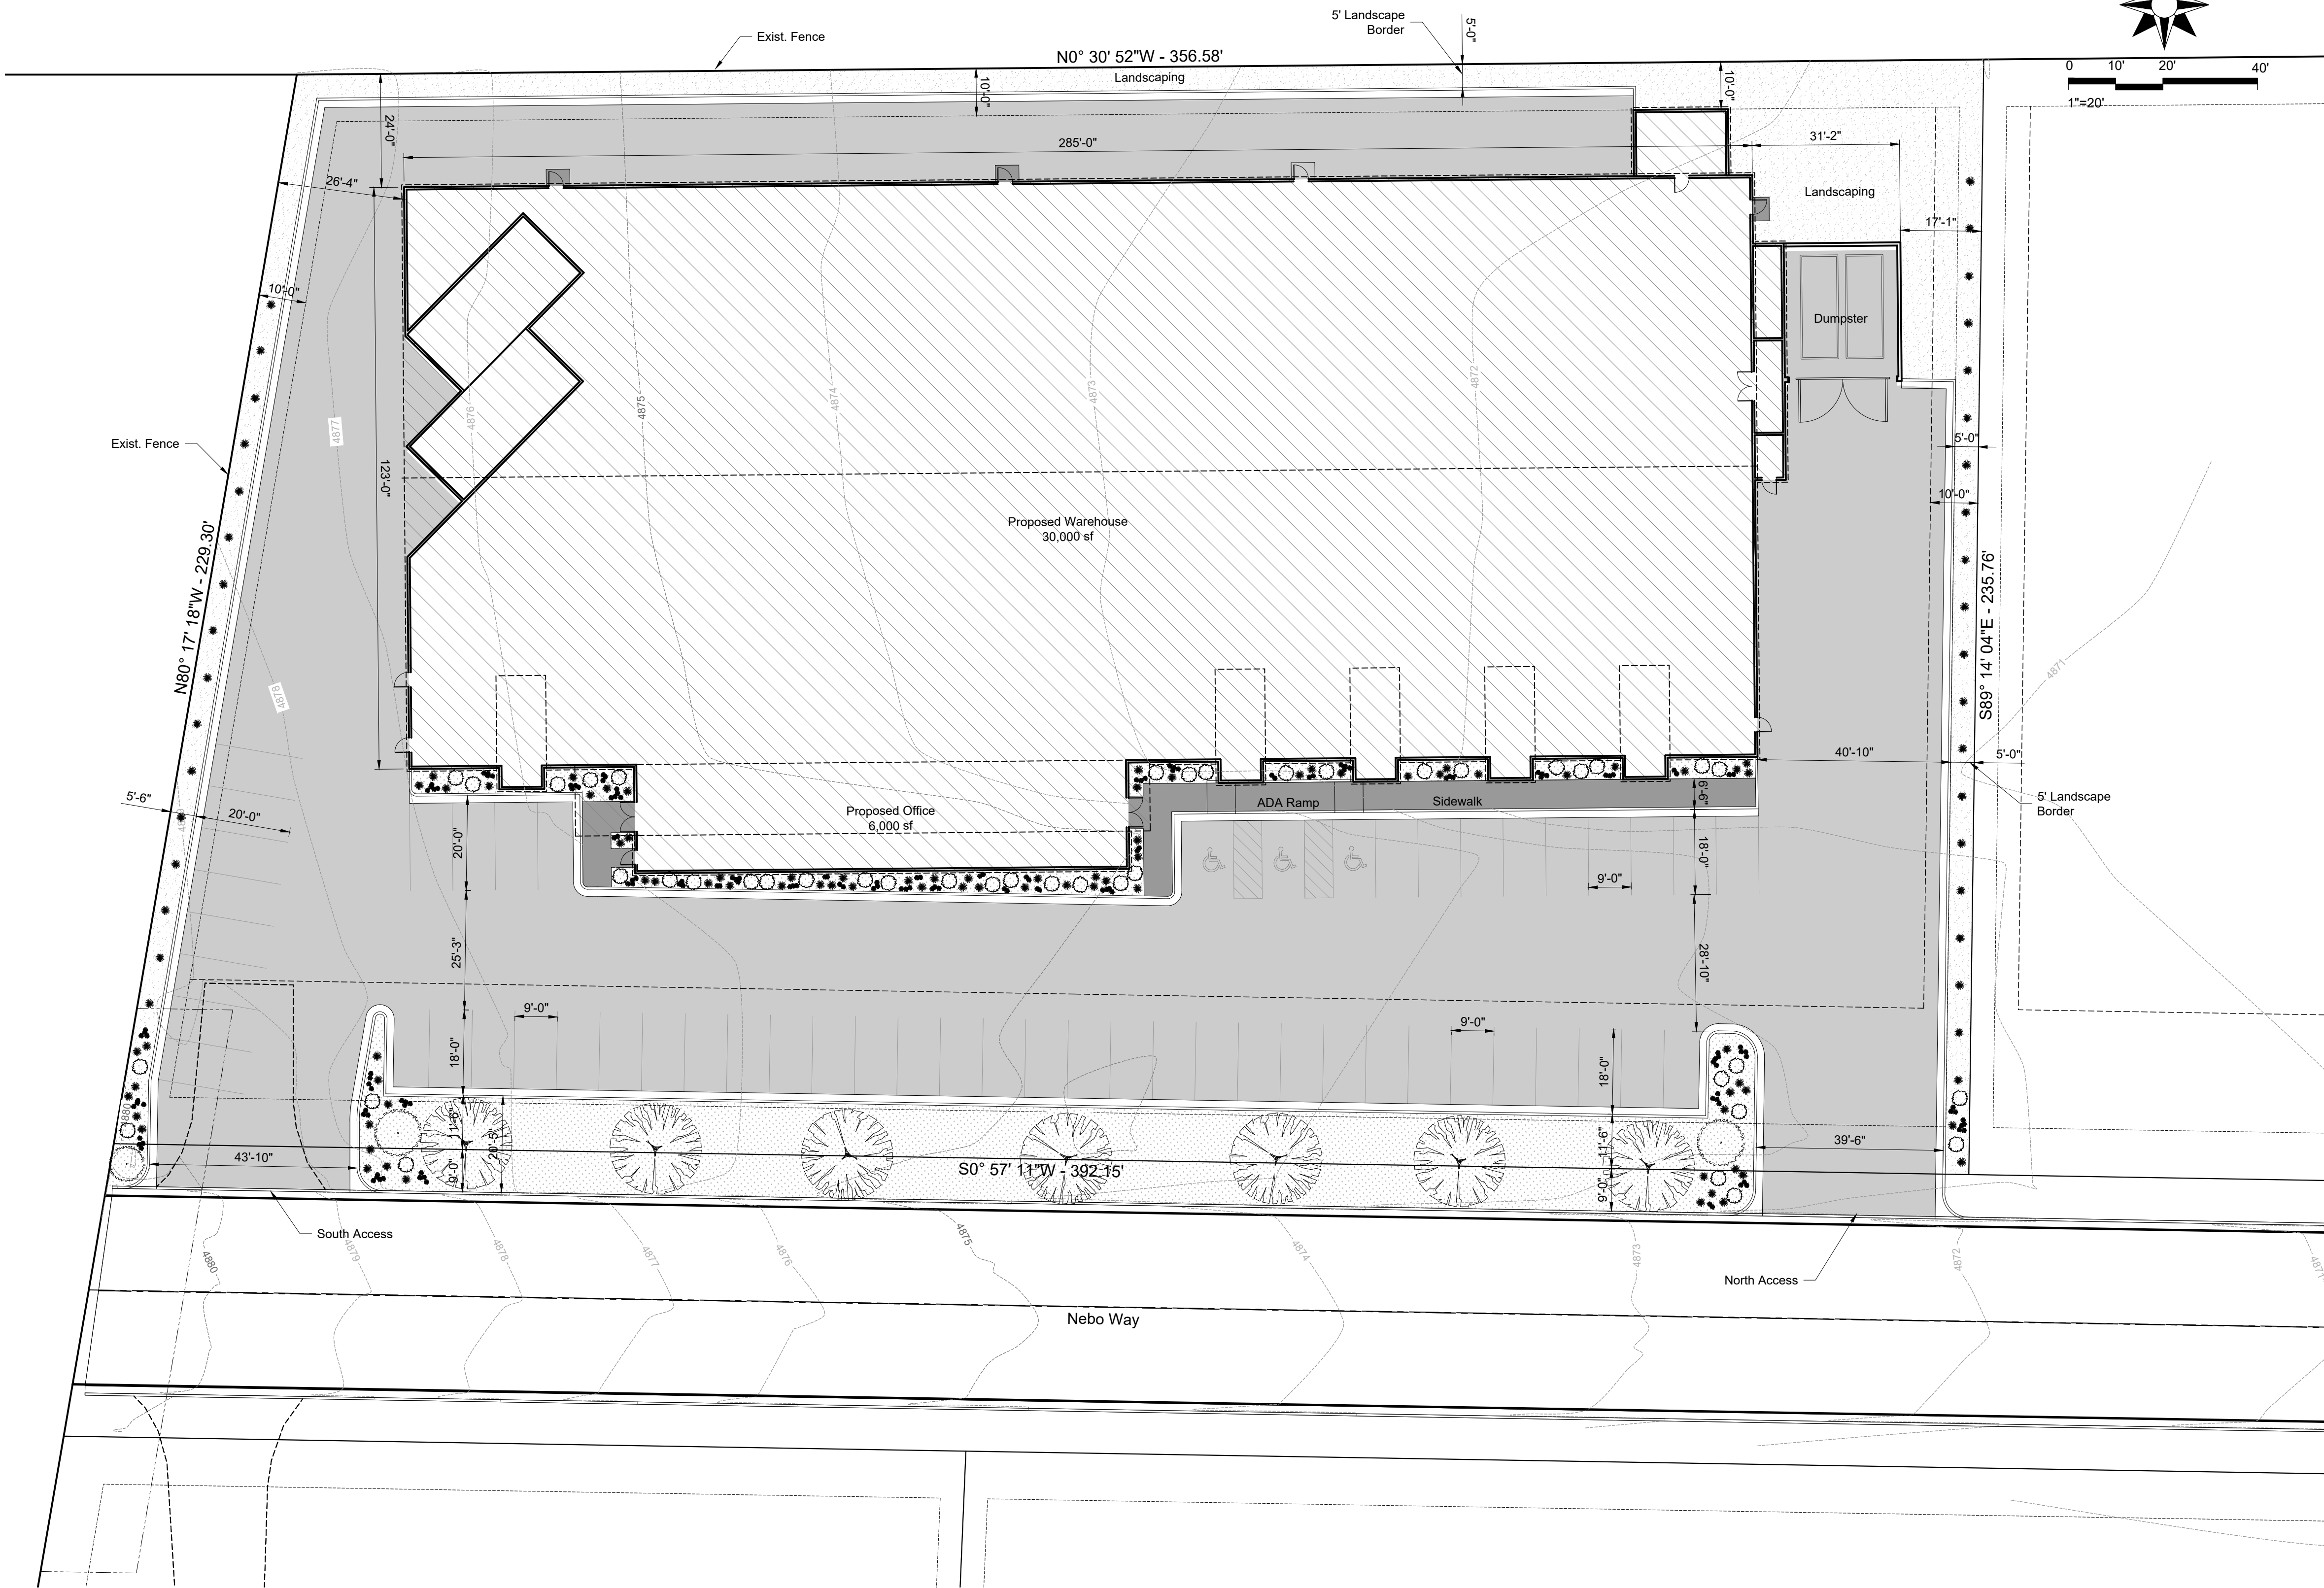 5' Landscape
Border
5'-0"
Exist. Fence
N0° 30' 52"W - 356.58'
Landscaping
0 10' 20' 40'
1"=20'
10'-0"
10'-0"
24'-0"
285'-0"
31'-2"
26'-4"
Landscaping
17'-1"
10'-0"
Dumpster
4877
4876
4875
4874
4873
4872
Exist. Fence
5'-0"
123'-0"
10'-0"
Proposed Warehouse
30,000 sf
N80° 17' 18"W - 229.30'
S89° 14' 04"E - 235.76'
4871
4878
40'-10"
5'-0"
5'-6"
20'-0"
Proposed Office
6,000 sf
ADA Ramp
Sidewalk
6'-6"
5' Landscape
Border
20'-0"
18'-0"
9'-0"
25'-3"
28'-10"
9'-0"
9'-0"
18'-0"
18'-0"
4880
20'-5"
11'-6"
39'-6"
43'-10"
9'-0"
S0° 57' 11"W - 392.15'
9'-0"
South Access
4880
4879
4878
4877
4876
4875
4874
4873
4872
4871
North Access
Nebo Way